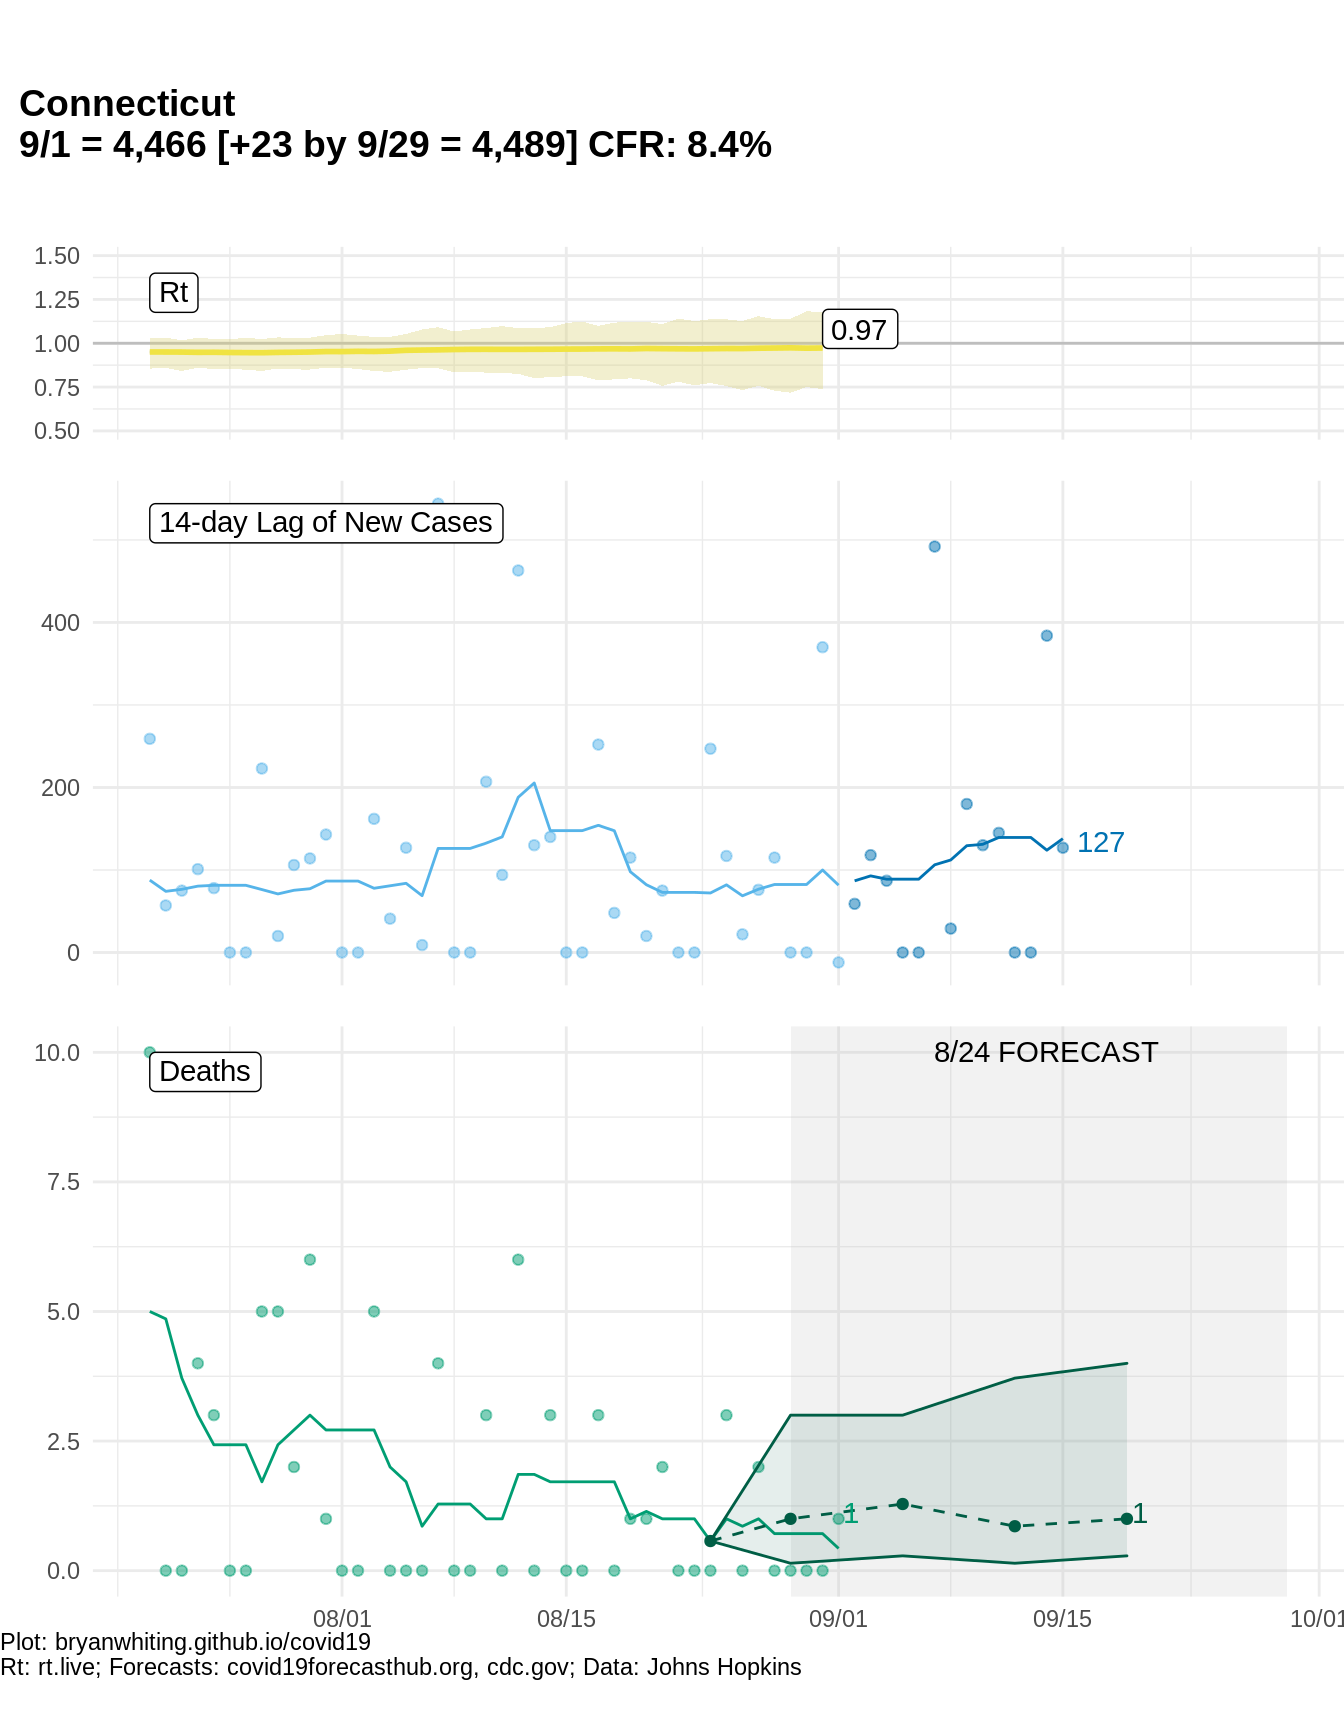 Connecticut
9/1 = 4,466 [+23 by 9/29 = 4,489] CFR: 8.4%
1.50
Rt
1.25
0.97
1.00
0.75
0.50
14-day Lag of New Cases
400
200
127
0
8/24 FORECAST
10.0
Deaths
7.5
5.0
2.5
1
1
0.0
08/01 08/15 09/01 09/15 10/01
Plot: bryanwhiting.github.io/covid19
Rt: rt.live; Forecasts: covid19forecasthub.org, cdc.gov; Data: Johns Hopkins